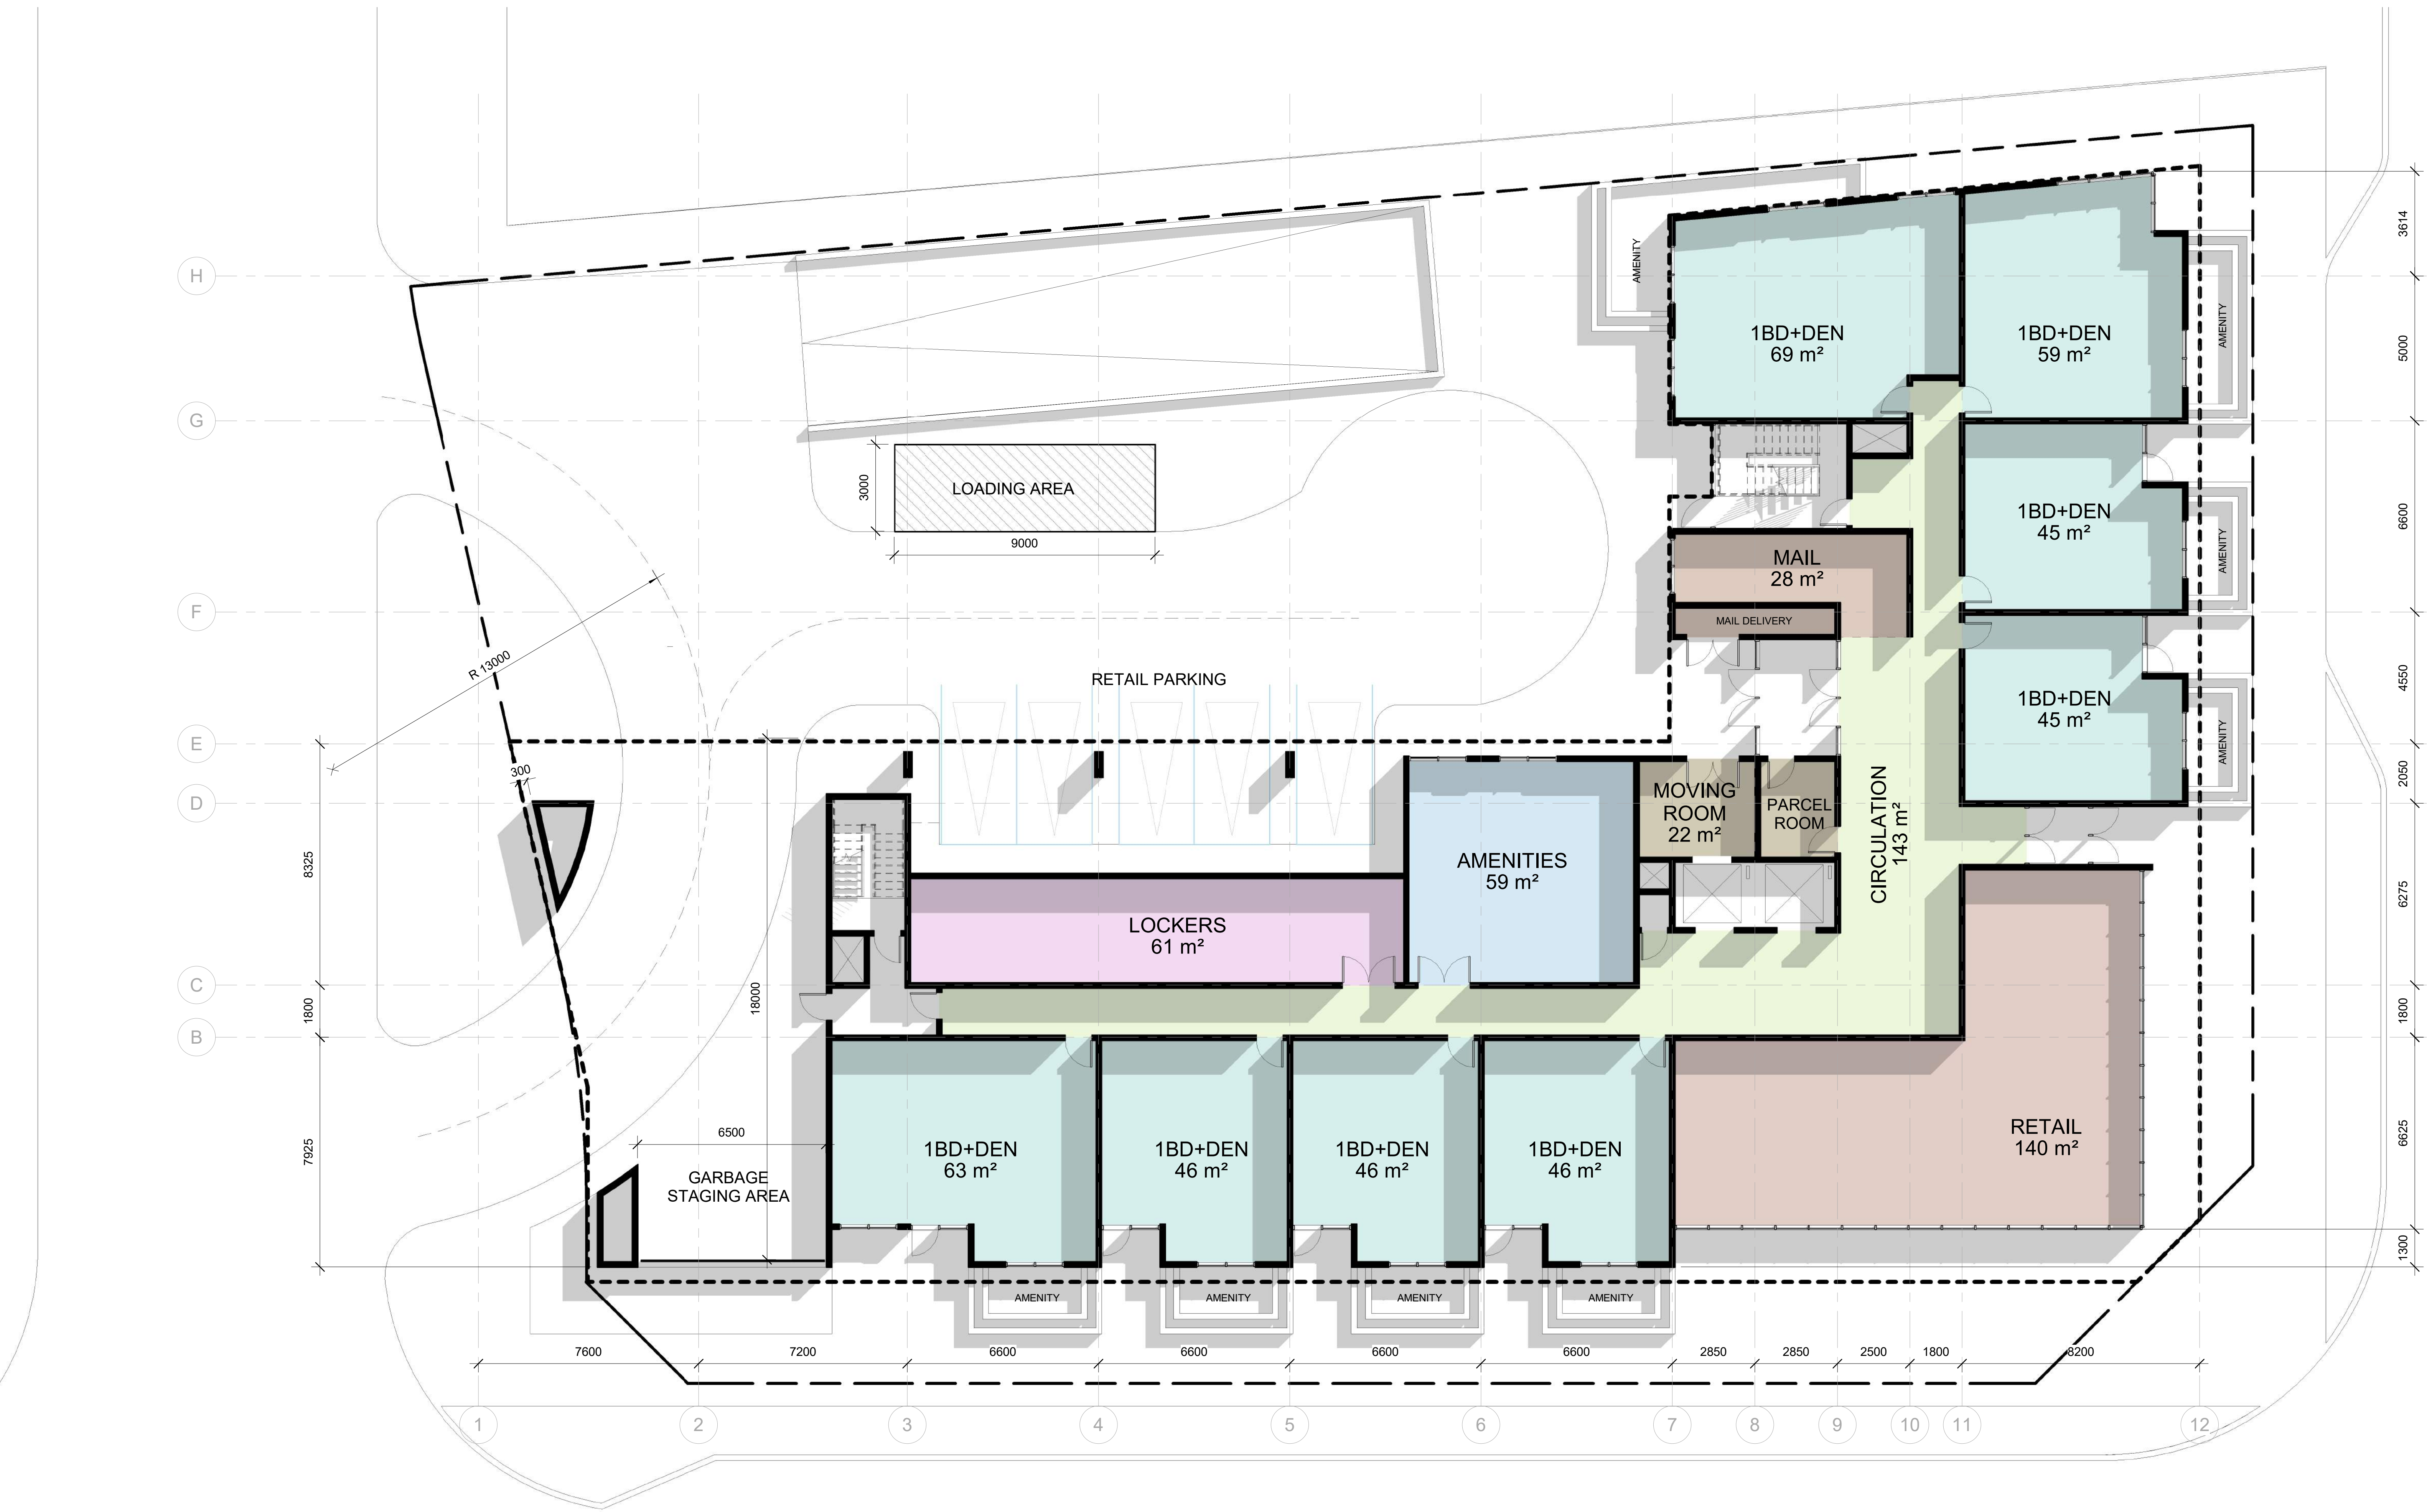 3614
AMENITY
H
AMENITY
1BD+DEN
69 m²
1BD+DEN
59 m²
5000
G
3000
LOADING AREA
1BD+DEN
45 m²
6600
9000
MAIL
28 m²
AMENITY
F
MAIL DELIVERY
R 13000
RETAIL PARKING
4550
1BD+DEN
45 m²
AMENITY
E
300
2050
D
MOVING
ROOM
22 m²
PARCEL
ROOM
CIRCULATION
143 m²
8325
AMENITIES
59 m²
6275
LOCKERS
61 m²
C
18000
1800
1800
B
6500
7925
1BD+DEN
63 m²
1BD+DEN
46 m²
1BD+DEN
46 m²
1BD+DEN
46 m²
RETAIL
140 m²
6625
GARBAGE
STAGING AREA
1300
AMENITY
AMENITY
AMENITY
AMENITY
7600
7200
6600
6600
6600
6600
2850
2850
2500
1800
8200
1
2
3
4
5
6
7
8
9
10
11
12